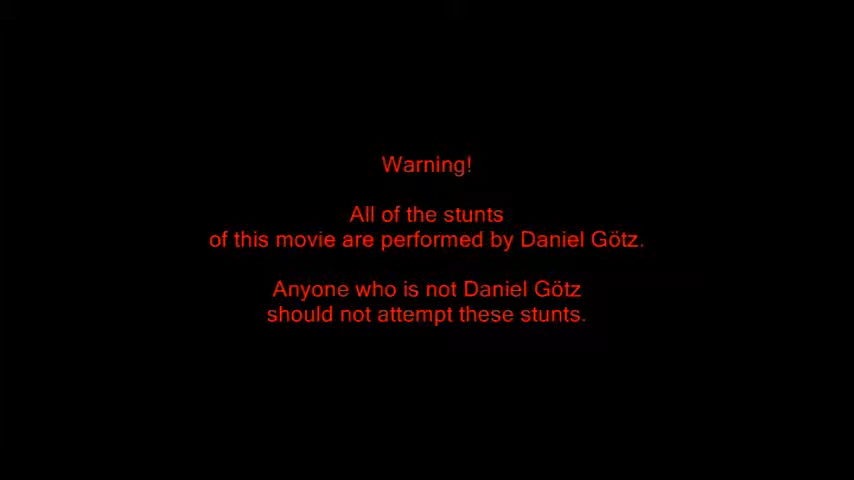 Warning!
All of the stunts
of this movie are performed by Daniel Götz.
Anyone who is not Daniel Götz
should not attempt these stunts.